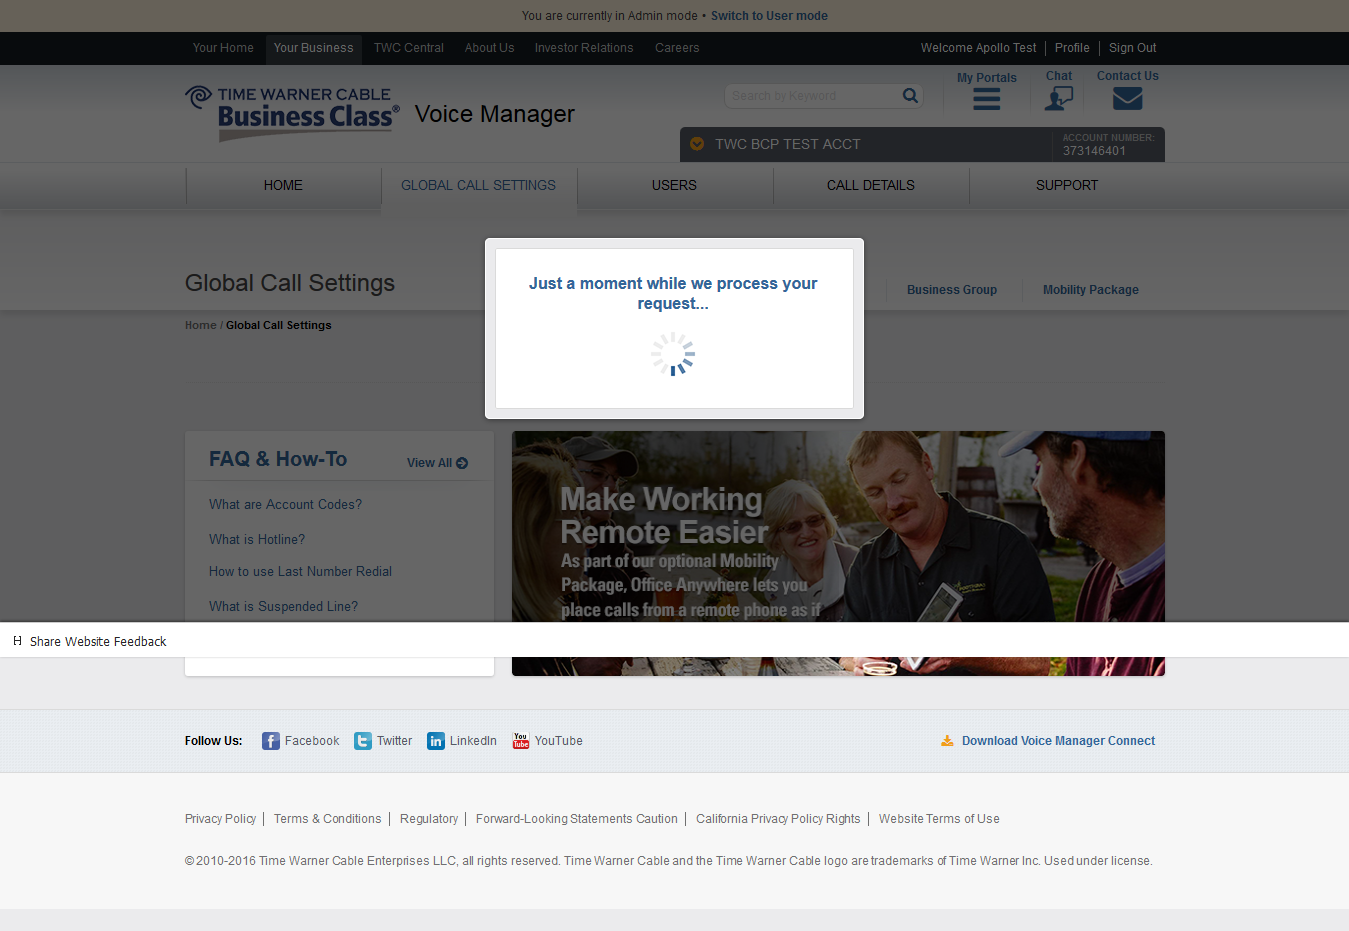 You are currently in Admin mode • Switch to User mode
Your Home Your Business TWC Central About Us Investor Relations Careers Welcome Apollo Test Profile Sign Out
TIME WARNER CABLE
Business Class®
Voice Manager
Search by Keyword
My Portals Chat Contact Us
TWC BCP TEST ACCT
ACCOUNT NUMBER:
373146401
HOME GLOBAL CALL SETTINGS USERS CALL DETAILS SUPPORT
Global Call Settings
Business Group Mobility Package
Just a moment while we process your
request...
Home / Global Call Settings
FAQ & How-To View All
What are Account Codes?
What is Hotline?
How to use Last Number Redial
What is Suspended Line?
Make Working
Remote Easier
As part of our optional Mobility
Package, Office Anywhere lets you
place calls from a remote phone as if
Share Website Feedback
Follow Us: Facebook Twitter LinkedIn YouTube
Download Voice Manager Connect
Privacy Policy Terms & Conditions Regulatory Forward-Looking Statements Caution California Privacy Policy Rights Website Terms of Use
© 2010-2016 Time Warner Cable Enterprises LLC, all rights reserved. Time Warner Cable and the Time Warner Cable logo are trademarks of Time Warner Inc. Used under license.